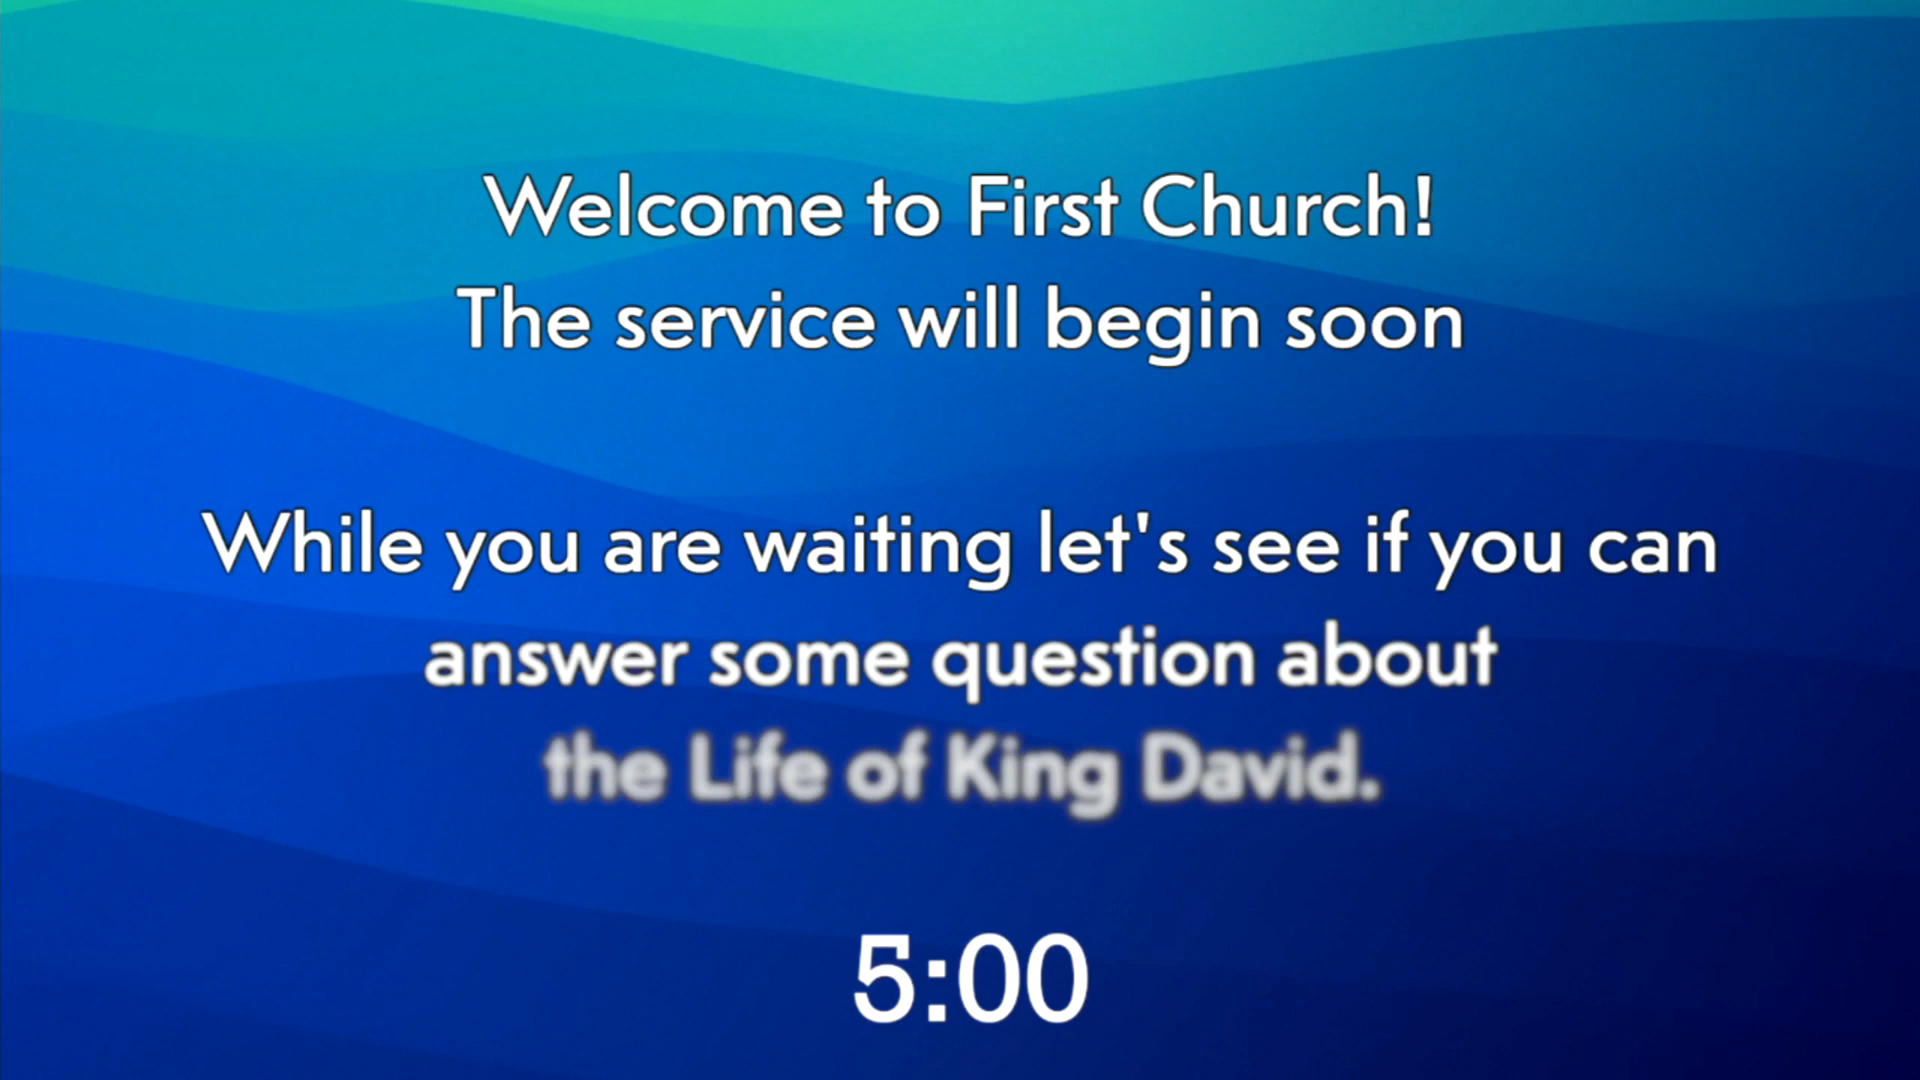 Welcome to First Church!
The service will begin soon
While you are waiting let's see if you can
answer some question about
the Life of King David.
5:00